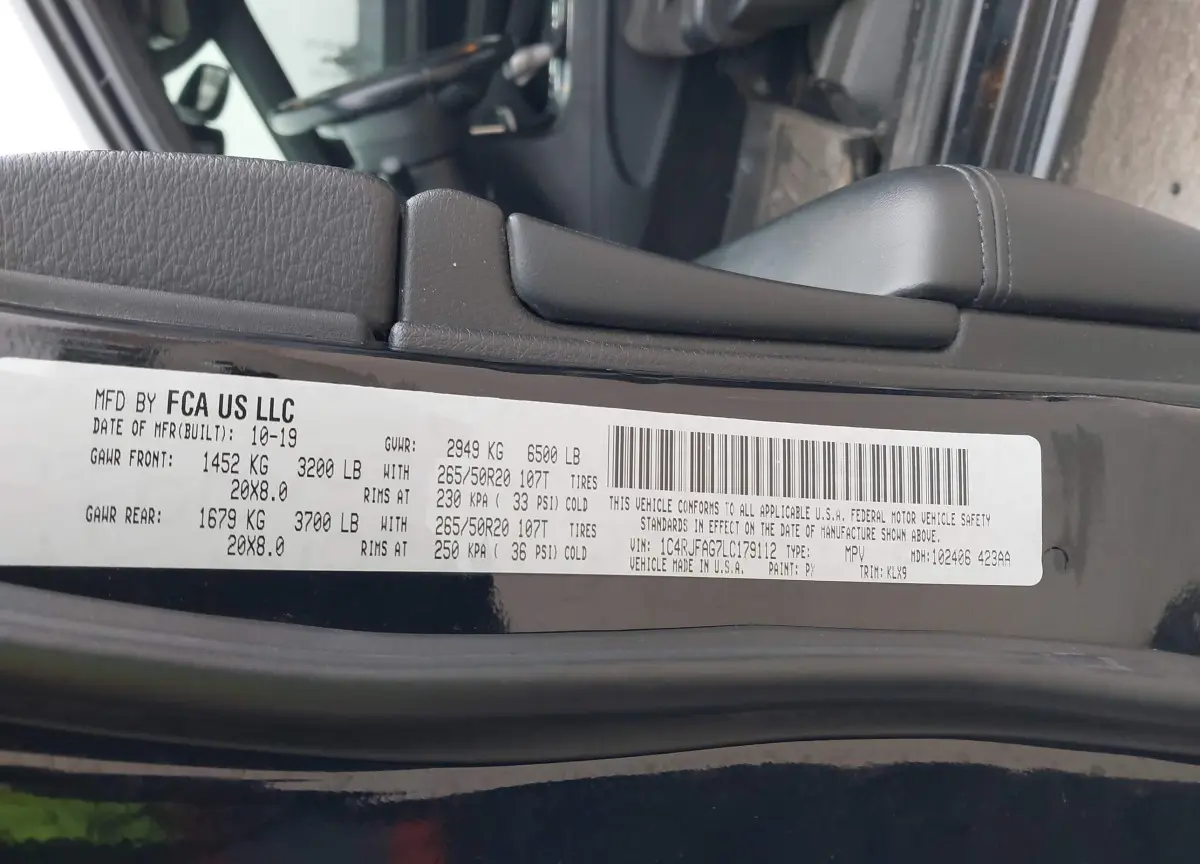 MFD BY FCA US LLC
DATE OF MFR(BUILT): 10-19 GVWR: 2949 KG 6500 LB
GAWR FRONT: 1452 KG 3200 LB WITH 265/50R20 107T TIRES
20X8.0 RIMS AT 230 KPA ( 33 PSI) COLD
GAWR REAR: 1679 KG 3700 LB WITH 265/50R20 107T TIRES
20X8.0 RIMS AT 250 KPA ( 36 PSI) COLD
THIS VEHICLE CONFORMS TO ALL APPLICABLE U.S.A. FEDERAL MOTOR VEHICLE SAFETY
STANDARDS IN EFFECT ON THE DATE OF MANUFACTURE SHOWN ABOVE.
VIN: 1C4RJFAG7LC179112 TYPE: MPV MDH:102406 423AA
VEHICLE MADE IN U.S.A. PAINT: TRIM: KLX9